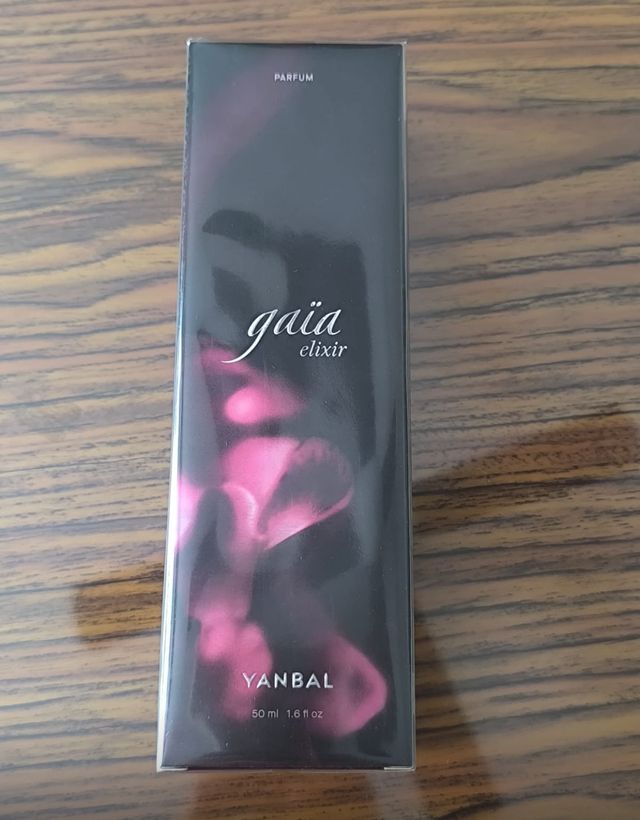 PARFUM
gaïa
elixir
YANBAL
50 ml 1.6 fl oz